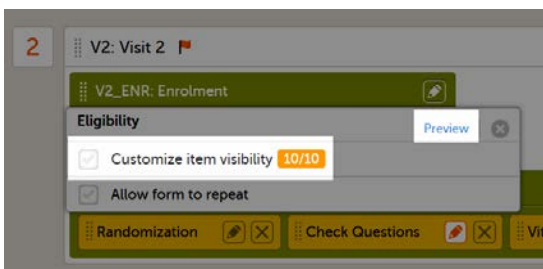 2
V2: Visit 2
V2_ENR: Enrolment
Eligibility
Preview
Customize item visibility 10/10
Allow form to repeat
Randomization
Check Questions